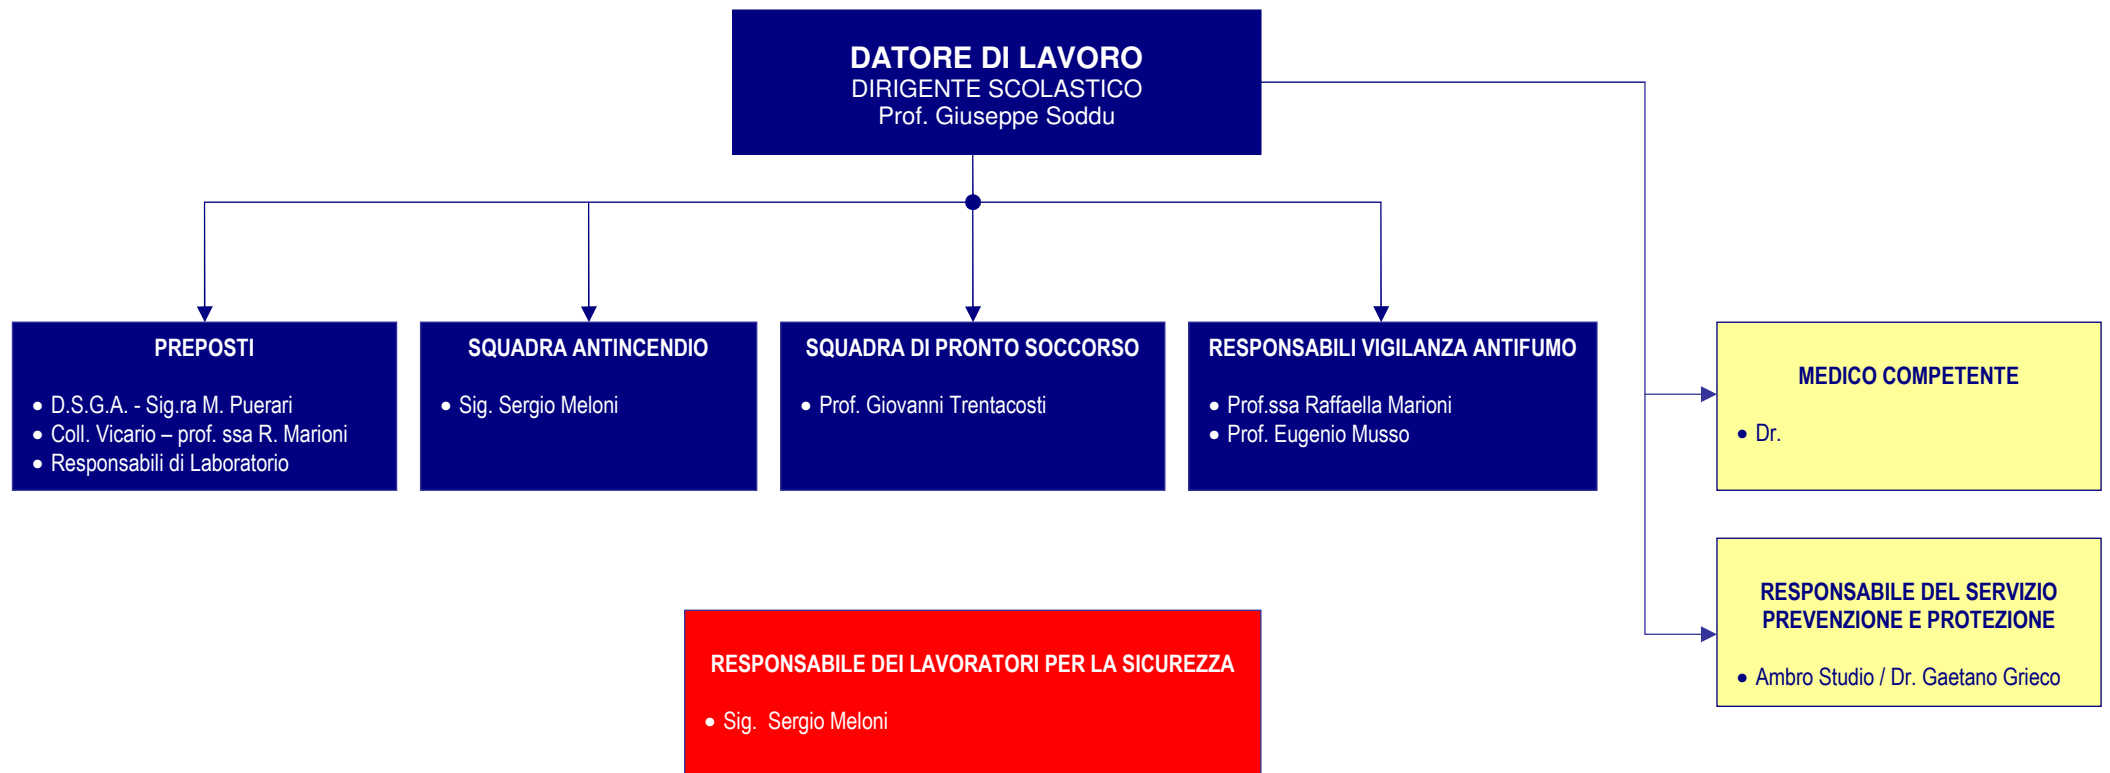 DATORE DI LAVORO
DIRIGENTE SCOLASTICO
Prof. Giuseppe Soddu
PREPOSTI
• D.S.G.A. - Sig.ra M. Puerari
• Coll. Vicario – prof. ssa R. Marioni
• Responsabili di Laboratorio
SQUADRA ANTINCENDIO
• Sig. Sergio Meloni
SQUADRA DI PRONTO SOCCORSO
• Prof. Giovanni Trentacosti
RESPONSABILI VIGILANZA ANTIFUMO
• Prof.ssa Raffaella Marioni
• Prof. Eugenio Musso
MEDICO COMPETENTE
• Dr.
RESPONSABILE DEL SERVIZIO
PREVENZIONE E PROTEZIONE
• Ambro Studio / Dr. Gaetano Grieco
RESPONSABILE DEI LAVORATORI PER LA SICUREZZA
• Sig.  Sergio Meloni